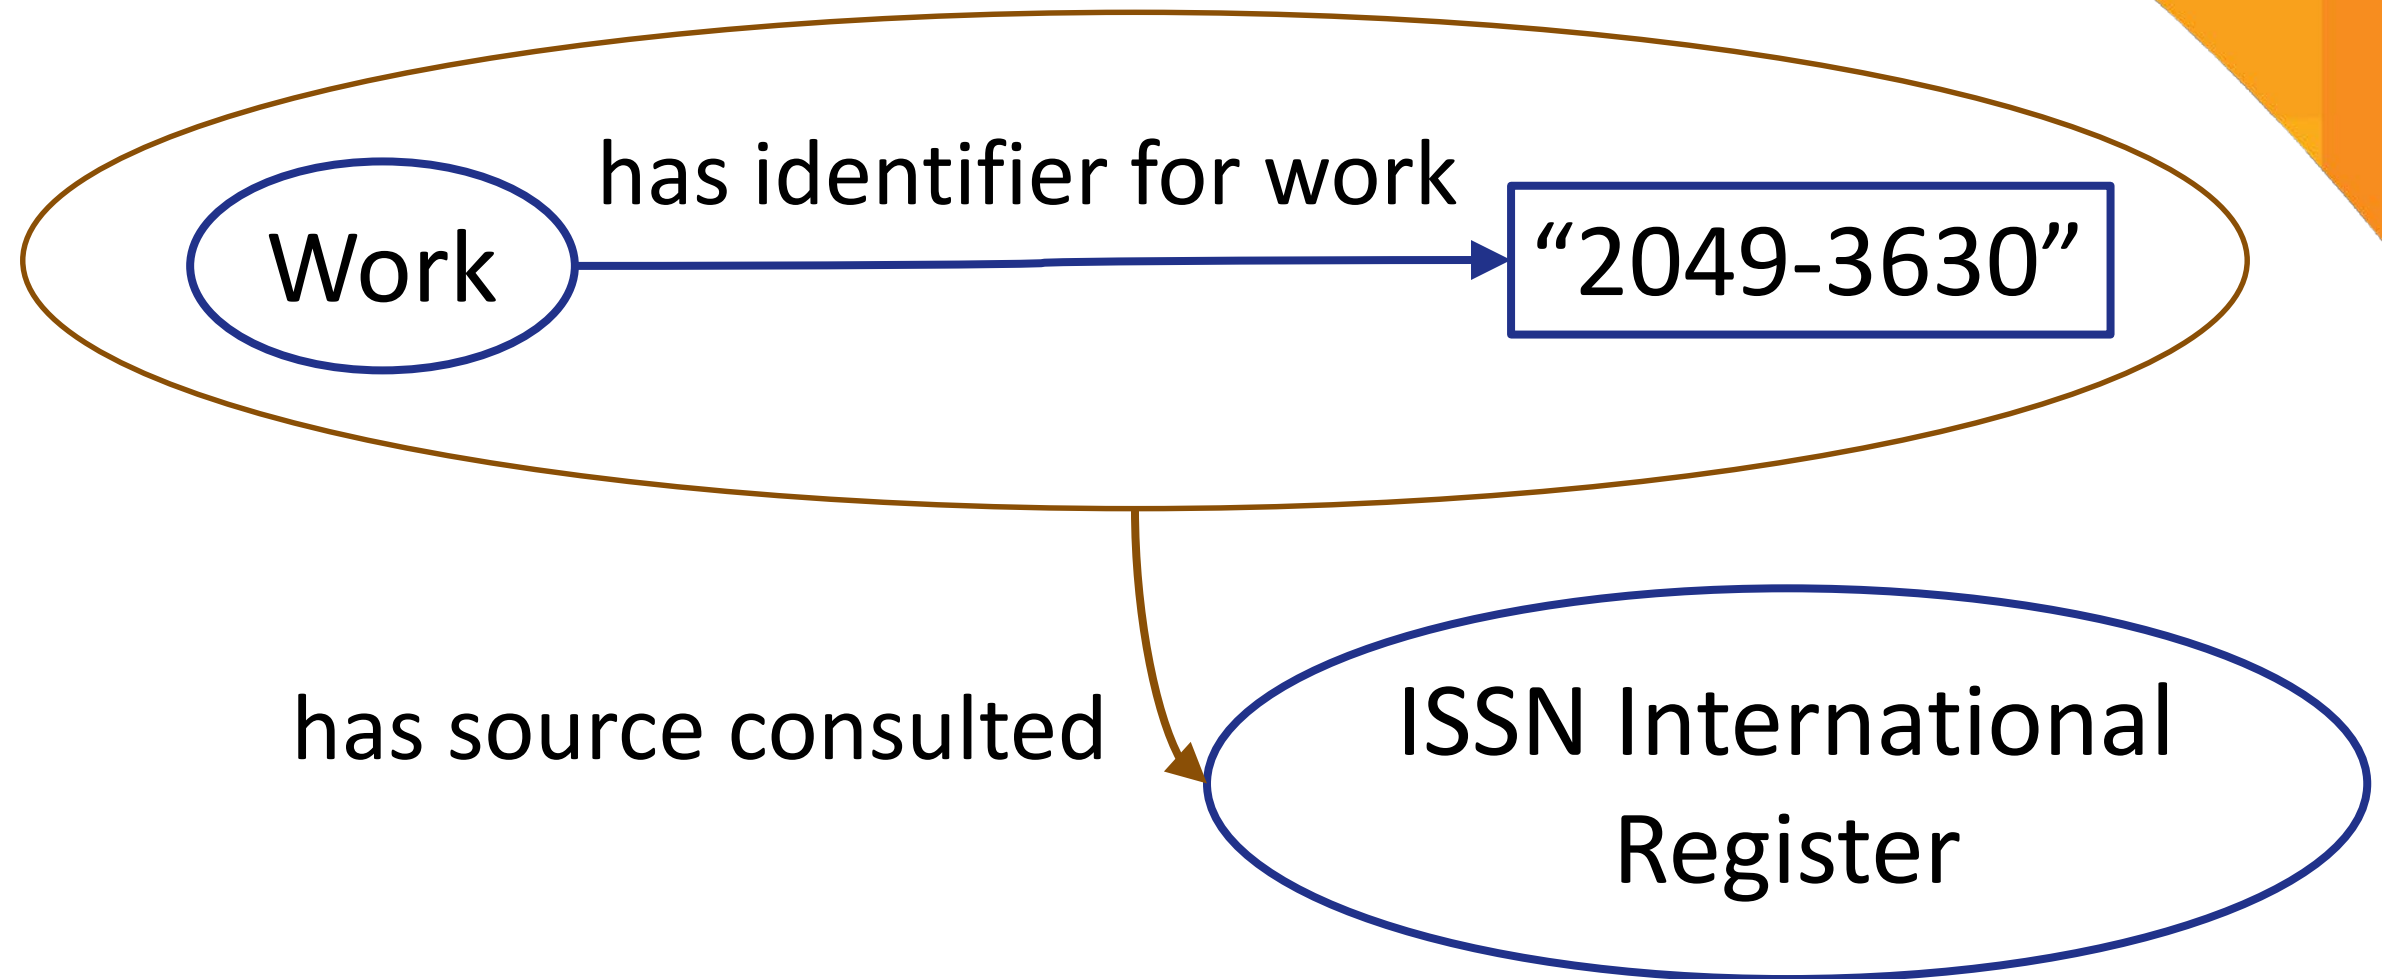 has identifier for work
Work
“2049-3630”
has source consulted
ISSN International
Register